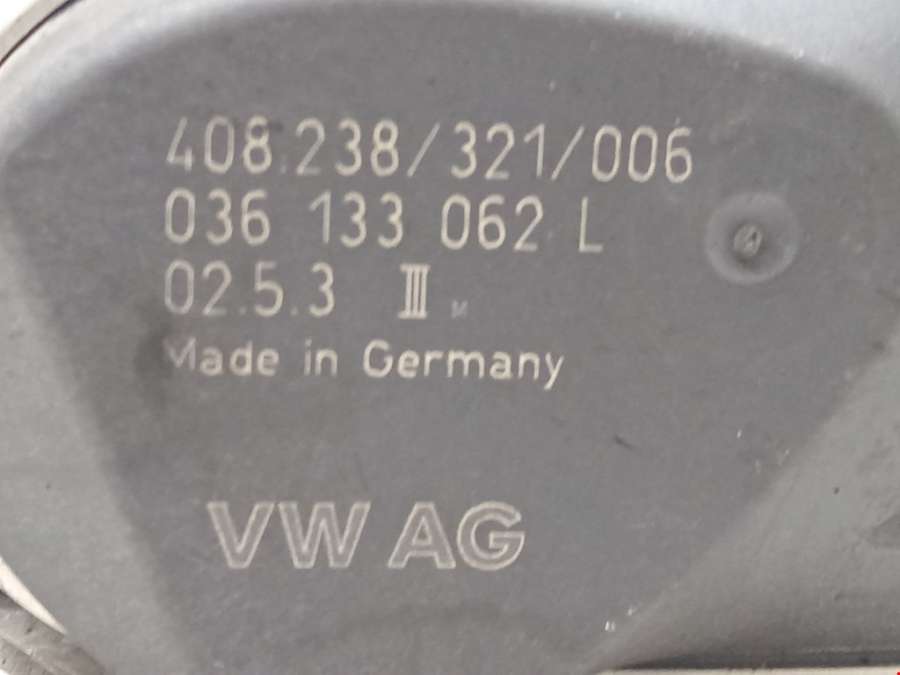 408.238/321/006
036 133 062 L
02.5.3 III M
Made in Germany
VW AG